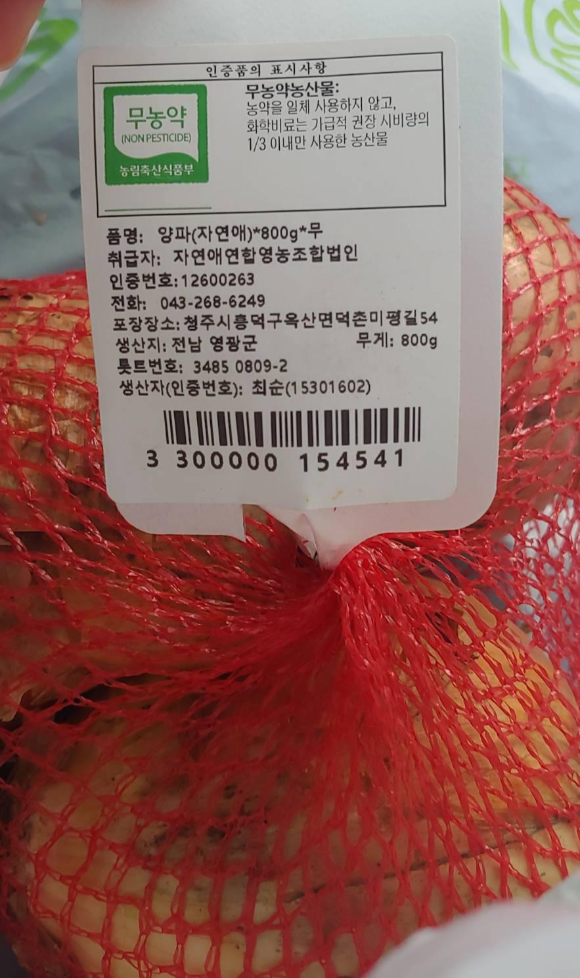 인증품의 표시사항
무농약
(NON PESTICIDE)
농림축산식품부
무농약농산물:
농약을 일체 사용하지 않고,
화학비료는 기급적 권장 시비량의
1/3 이내만 사용한 농산물
품명: 양파(자연애)*800g*무
취급자: 자연애연합영농조합법인
인증번호:12600263
전화: 043-268-6249
포장장소:청주시흥덕구옥산면덕촌미평길54
생산지: 전남 영광군 무게: 800g
롯트번호: 3485 0809-2
생산자(인증번호): 최순(15301602)
3 300000 154541